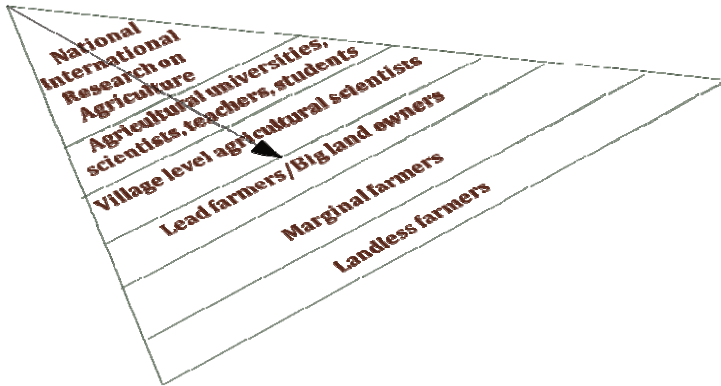 National
International
Research on
Agriculture
Agricultural universities,
scientists, teachers, students
Village level agricultural scientists
Lead farmers/Big land owners
Marginal farmers
Landless farmers